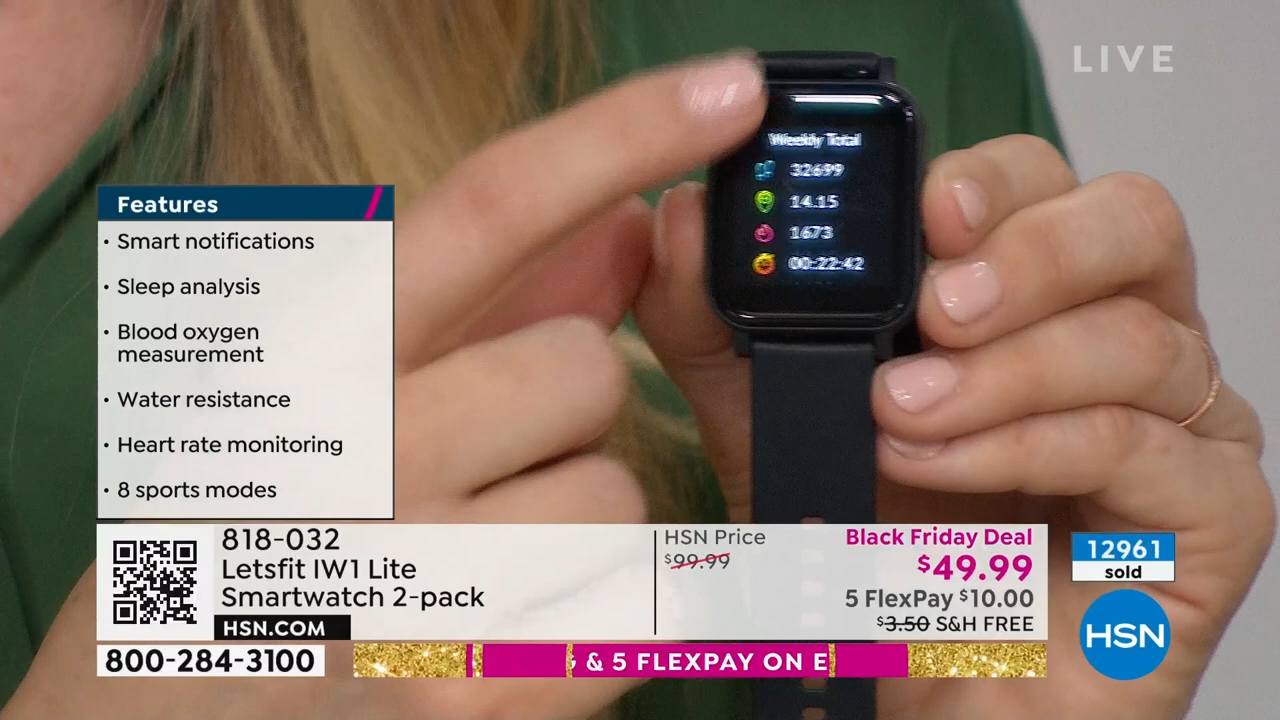 LIVE
Weekly Total
32699
14.15
1673
00:22:42
Features
• Smart notifications
• Sleep analysis
• Blood oxygen
measurement
• Water resistance
• Heart rate monitoring
• 8 sports modes
818-032
Letsfit IW1 Lite
Smartwatch 2-pack
HSN.COM
HSN Price
$99.99
Black Friday Deal
$49.99
5 FlexPay $10.00
$3.50 S&H FREE
12961
sold
HSN
800-284-3100
& 5 FLEXPAY ON E